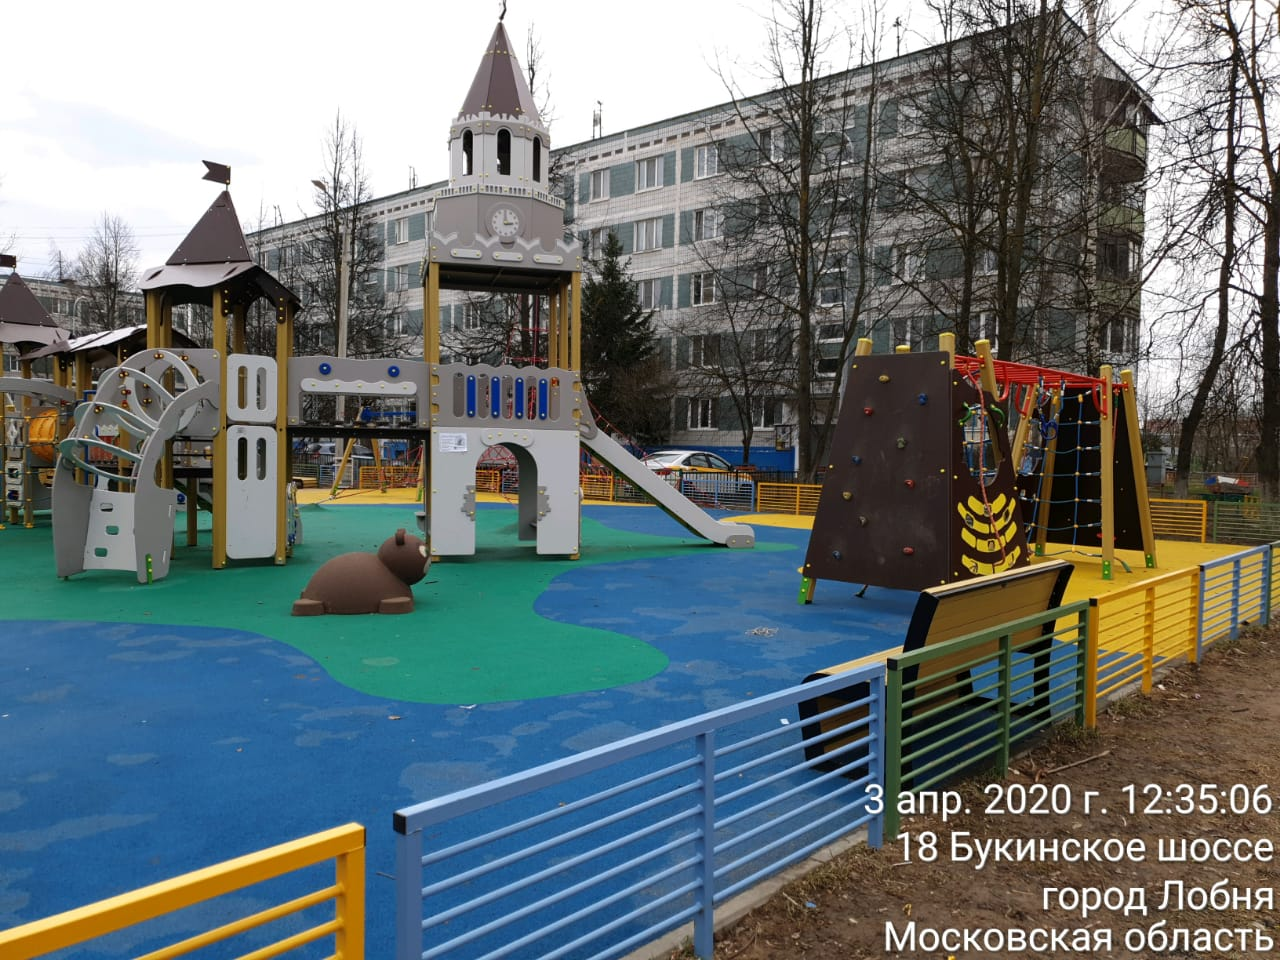 3 апр. 2020 г. 12:35:06
18 Букинское шоссе
город Лобня
Московская область